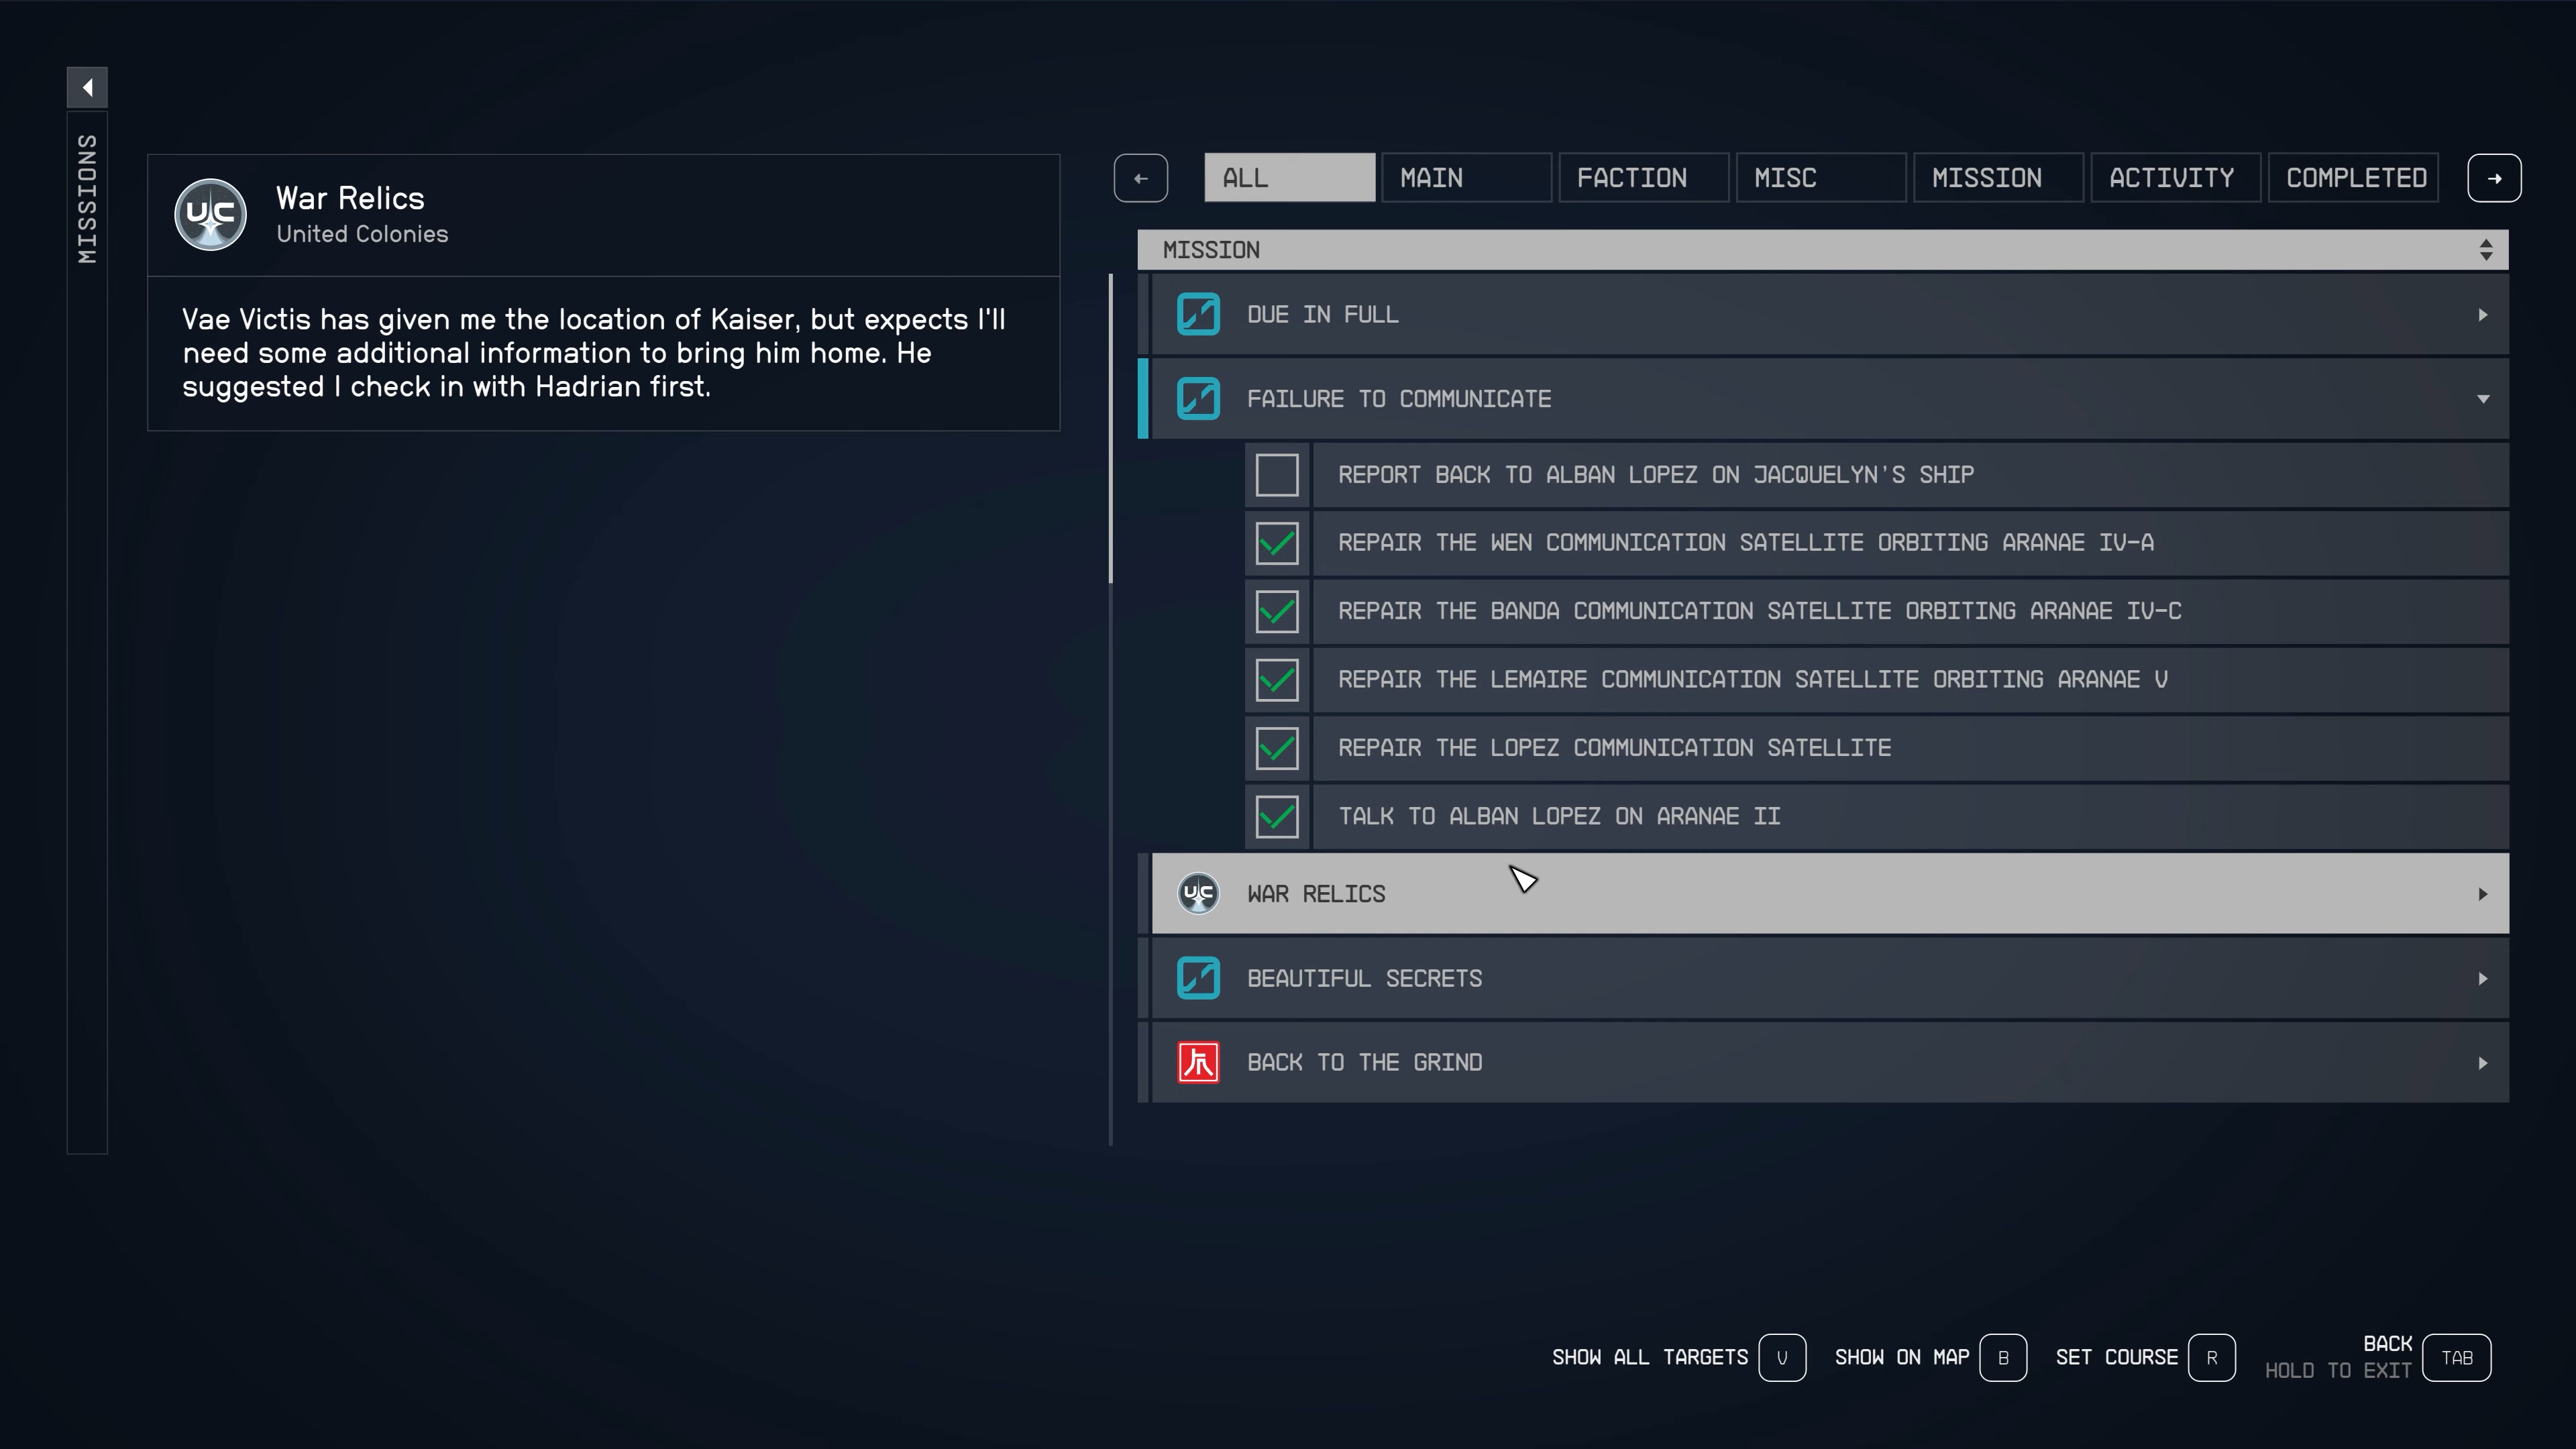 MISSIONS
War Relics
United Colonies
Vae Victis has given me the location of Kaiser, but expects I'll
need some additional information to bring him home. He
suggested I check in with Hadrian first.
ALL
MAIN
FACTION
MISC
MISSION
ACTIVITY
COMPLETED
MISSION
DUE IN FULL
FAILURE TO COMMUNICATE
REPORT BACK TO ALBAN LOPEZ ON JACQUELYN'S SHIP
REPAIR THE WEN COMMUNICATION SATELLITE ORBITING ARANAE IV-A
REPAIR THE BANDA COMMUNICATION SATELLITE ORBITING ARANAE IV-C
REPAIR THE LEMAIRE COMMUNICATION SATELLITE ORBITING ARANAE V
REPAIR THE LOPEZ COMMUNICATION SATELLITE
TALK TO ALBAN LOPEZ ON ARANAE II
UC WAR RELICS
BEAUTIFUL SECRETS
BACK TO THE GRIND
SHOW ALL TARGETS V
SHOW ON MAP B
SET COURSE R
BACK TAB
HOLD TO EXIT